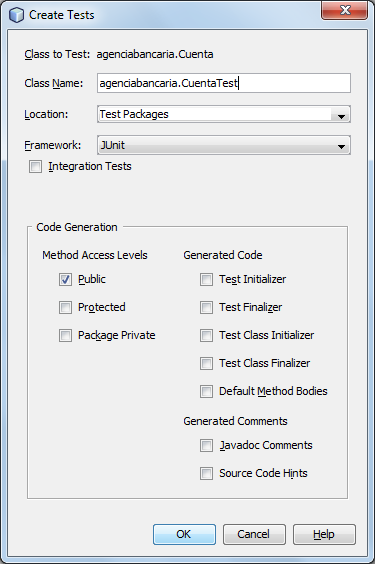 Create Tests
Class to Test: agenciabancaria.Cuenta
Class Name: agenciabancaria.CuentaTest
Location: Test Packages
Framework: JUnit
Integration Tests
Code Generation
Method Access Levels
Public
Protected
Package Private
Generated Code
Test Initializer
Test Finalizer
Test Class Initializer
Test Class Finalizer
Default Method Bodies
Generated Comments
Javadoc Comments
Source Code Hints
OK Cancel Help